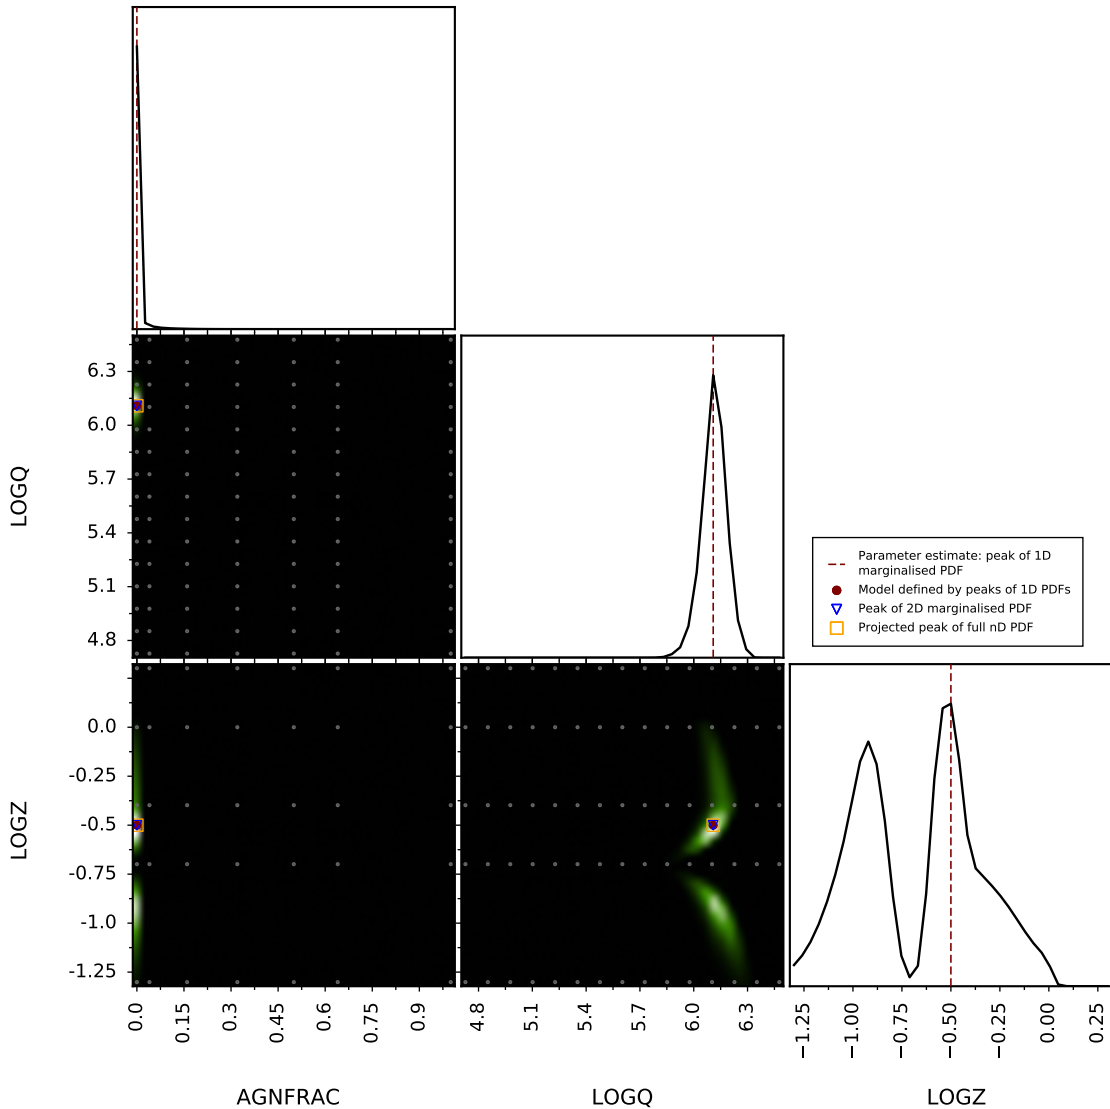 6.3
6.0
5.7
5.4
5.1
4.8
LOGQ
Parameter estimate: peak of 1D
marginalised PDF
Model defined by peaks of 1D PDFs
Peak of 2D marginalised PDF
Projected peak of full nD PDF
0.0
-0.25
-0.5
-0.75
-1.0
-1.25
LOGZ
0.0 0.15 0.3 0.45 0.6 0.75 0.9
4.8 5.1 5.4 5.7 6.0 6.3
−1.25 −1.00 −0.75 −0.50 −0.25 0.00 0.25
AGNFRAC LOGQ LOGZ